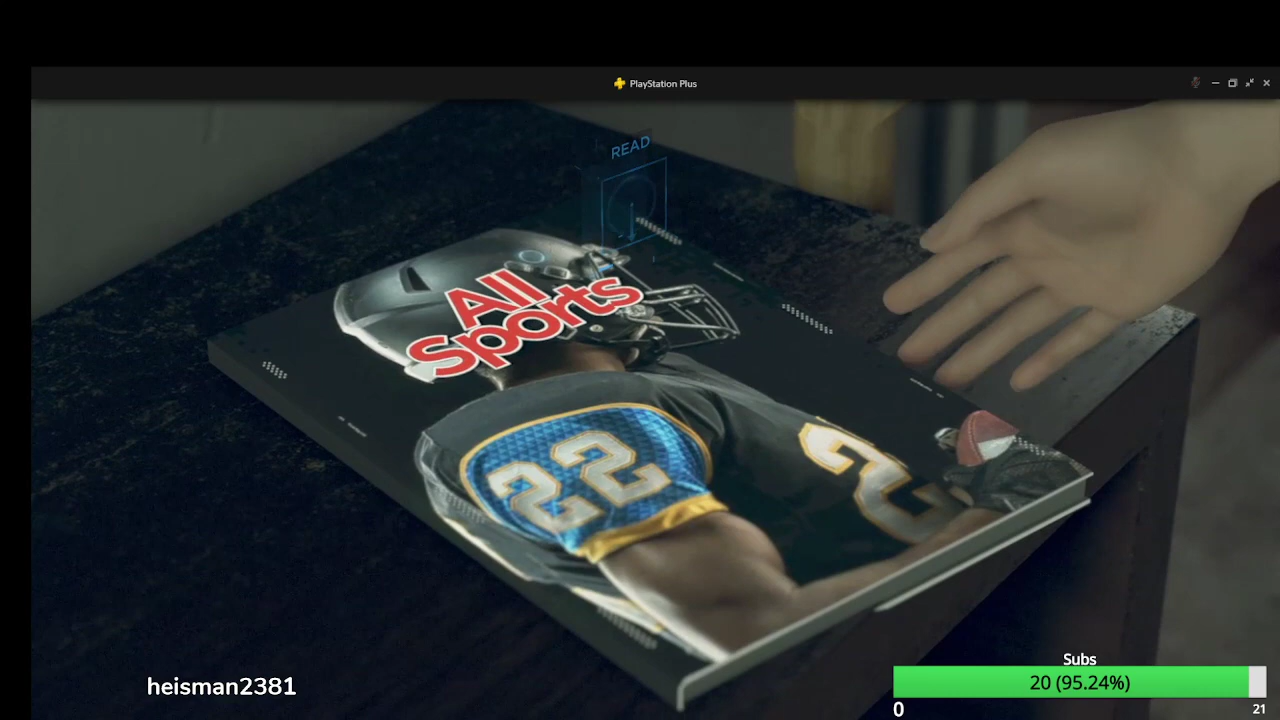 PlayStation Plus
READ
All
Sports
22
2
heisman2381
Subs
20 (95.24%)
0
21